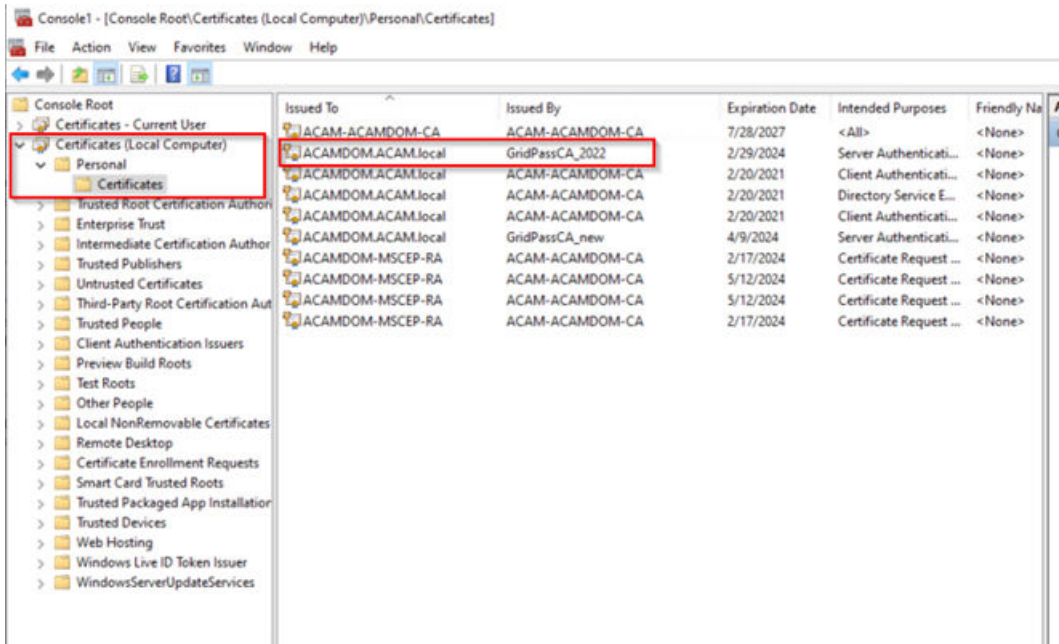 Console1 - [Console Root\Certificates (Local Computer)\Personal\Certificates]
File Action View Favorites Window Help
Console Root
Certificates - Current User
Certificates (Local Computer)
Personal
Certificates
Trusted Root Certification Authori
Enterprise Trust
Intermediate Certification Author
Trusted Publishers
Untrusted Certificates
Third-Party Root Certification Aut
Trusted People
Client Authentication Issuers
Preview Build Roots
Test Roots
Other People
Local NonRemovable Certificates
Remote Desktop
Certificate Enrollment Requests
Smart Card Trusted Roots
Trusted Packaged App Installation
Trusted Devices
Web Hosting
Windows Live ID Token Issuer
WindowsServerUpdateServices
Issued To Issued By Expiration Date Intended Purposes Friendly Na A
ACAM-ACAMDOM-CA ACAM-ACAMDOM-CA 7/28/2027 <All> <None>
ACAMDOM.ACAM.local GridPassCA_2022 2/29/2024 Server Authenticati... <None>
ACAMDOM.ACAM.local ACAM-ACAMDOM-CA 2/20/2021 Client Authenticati... <None>
ACAMDOM.ACAM.local ACAM-ACAMDOM-CA 2/20/2021 Directory Service E... <None>
ACAMDOM.ACAM.local ACAM-ACAMDOM-CA 2/20/2021 Client Authenticati... <None>
ACAMDOM.ACAM.local GridPassCA_new 4/9/2024 Server Authenticati... <None>
ACAMDOM-MSCEP-RA ACAM-ACAMDOM-CA 2/17/2024 Certificate Request ... <None>
ACAMDOM-MSCEP-RA ACAM-ACAMDOM-CA 5/12/2024 Certificate Request ... <None>
ACAMDOM-MSCEP-RA ACAM-ACAMDOM-CA 5/12/2024 Certificate Request ... <None>
ACAMDOM-MSCEP-RA ACAM-ACAMDOM-CA 2/17/2024 Certificate Request ... <None>